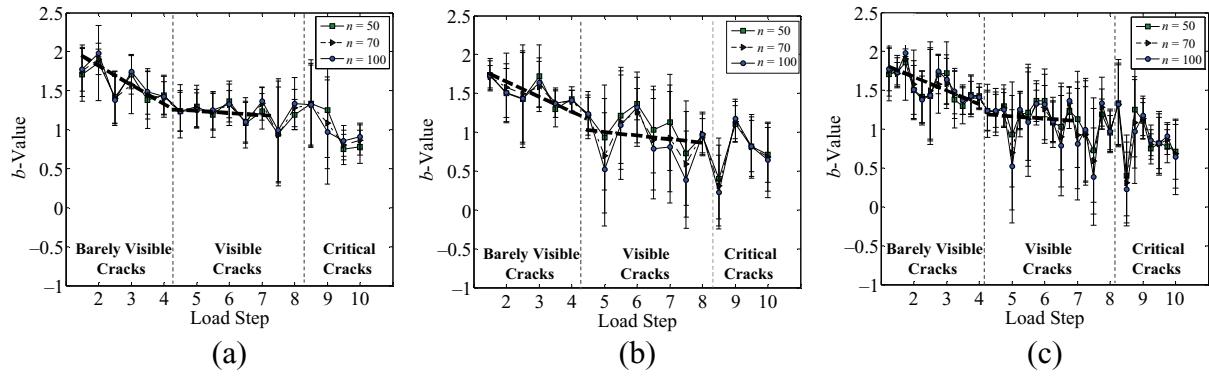 2.5
2
1.5
1
0.5
0
–0.5
–1
b-Value
n = 50
n = 70
n = 100
Barely Visible
Cracks
Visible
Cracks
Critical
Cracks
2 3 4 5 6 7 8 9 10
Load Step
(a)
2.5
2
1.5
1
0.5
0
–0.5
–1
b-Value
n = 50
n = 70
n = 100
Barely Visible
Cracks
Visible
Cracks
Critical
Cracks
2 3 4 5 6 7 8 9 10
Load Step
(b)
2.5
2
1.5
1
0.5
0
–0.5
–1
b-Value
n = 50
n = 70
n = 100
Barely Visible
Cracks
Visible
Cracks
Critical
Cracks
2 3 4 5 6 7 8 9 10
Load Step
(c)